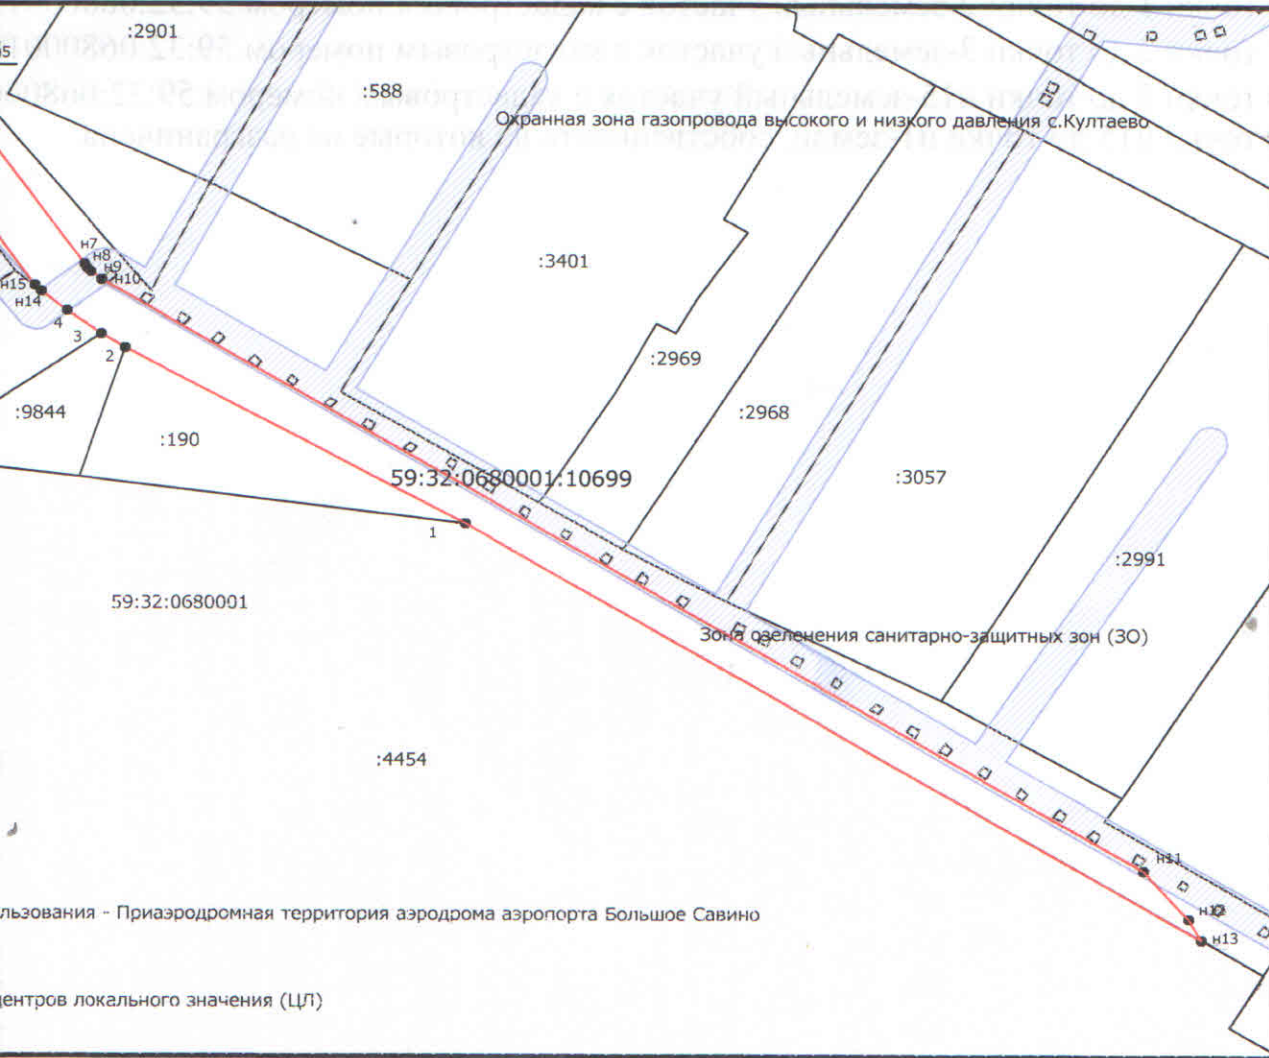 :2901
:588
Охранная зона газопровода высокого и низкого давления с.Култаево
н7
н8
н9
н10
:3401
н15
н14
4
3
2
:2969
:9844
:190
:2968
59:32:0680001:10699
:3057
1
:2991
59:32:0680001
Зона озеленения санитарно-защитных зон (ЗО)
:4454
н11
н12
льзования - Приаэродромная территория аэродрома аэропорта Большое Савино
н13
центров локального значения (ЦЛ)